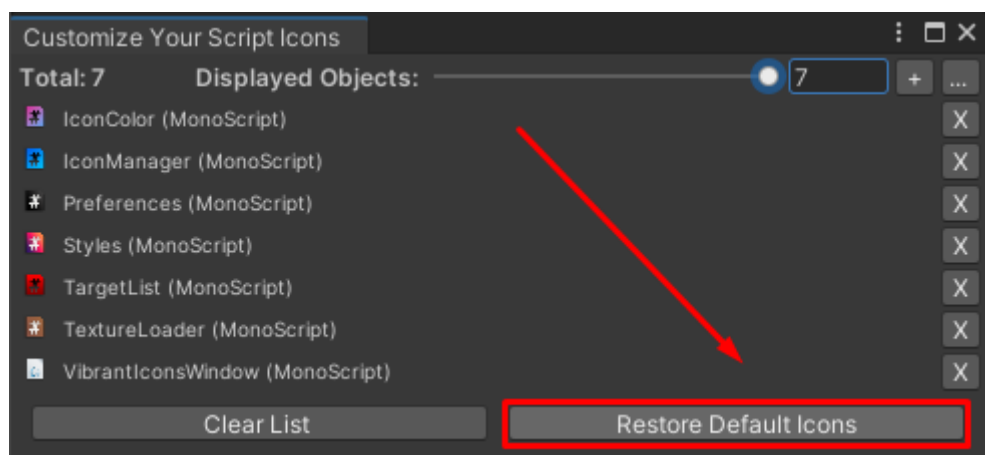 Customize Your Script Icons
Total: 7 Displayed Objects: 7 + ...
IconColor (MonoScript) X
IconManager (MonoScript) X
Preferences (MonoScript) X
Styles (MonoScript) X
TargetList (MonoScript) X
TextureLoader (MonoScript) X
VibrantIconsWindow (MonoScript) X
Clear List Restore Default Icons